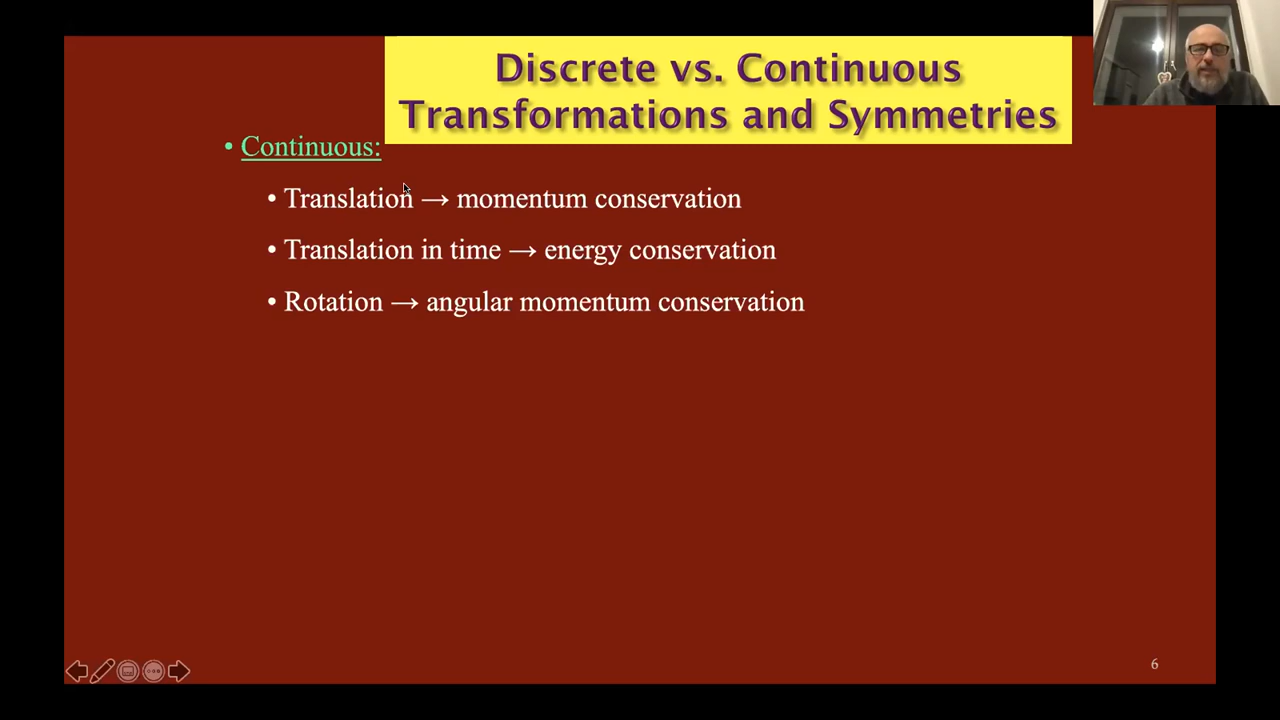 Discrete vs. Continuous
Transformations and Symmetries
• Continuous:
• Translation → momentum conservation
• Translation in time → energy conservation
• Rotation → angular momentum conservation
6